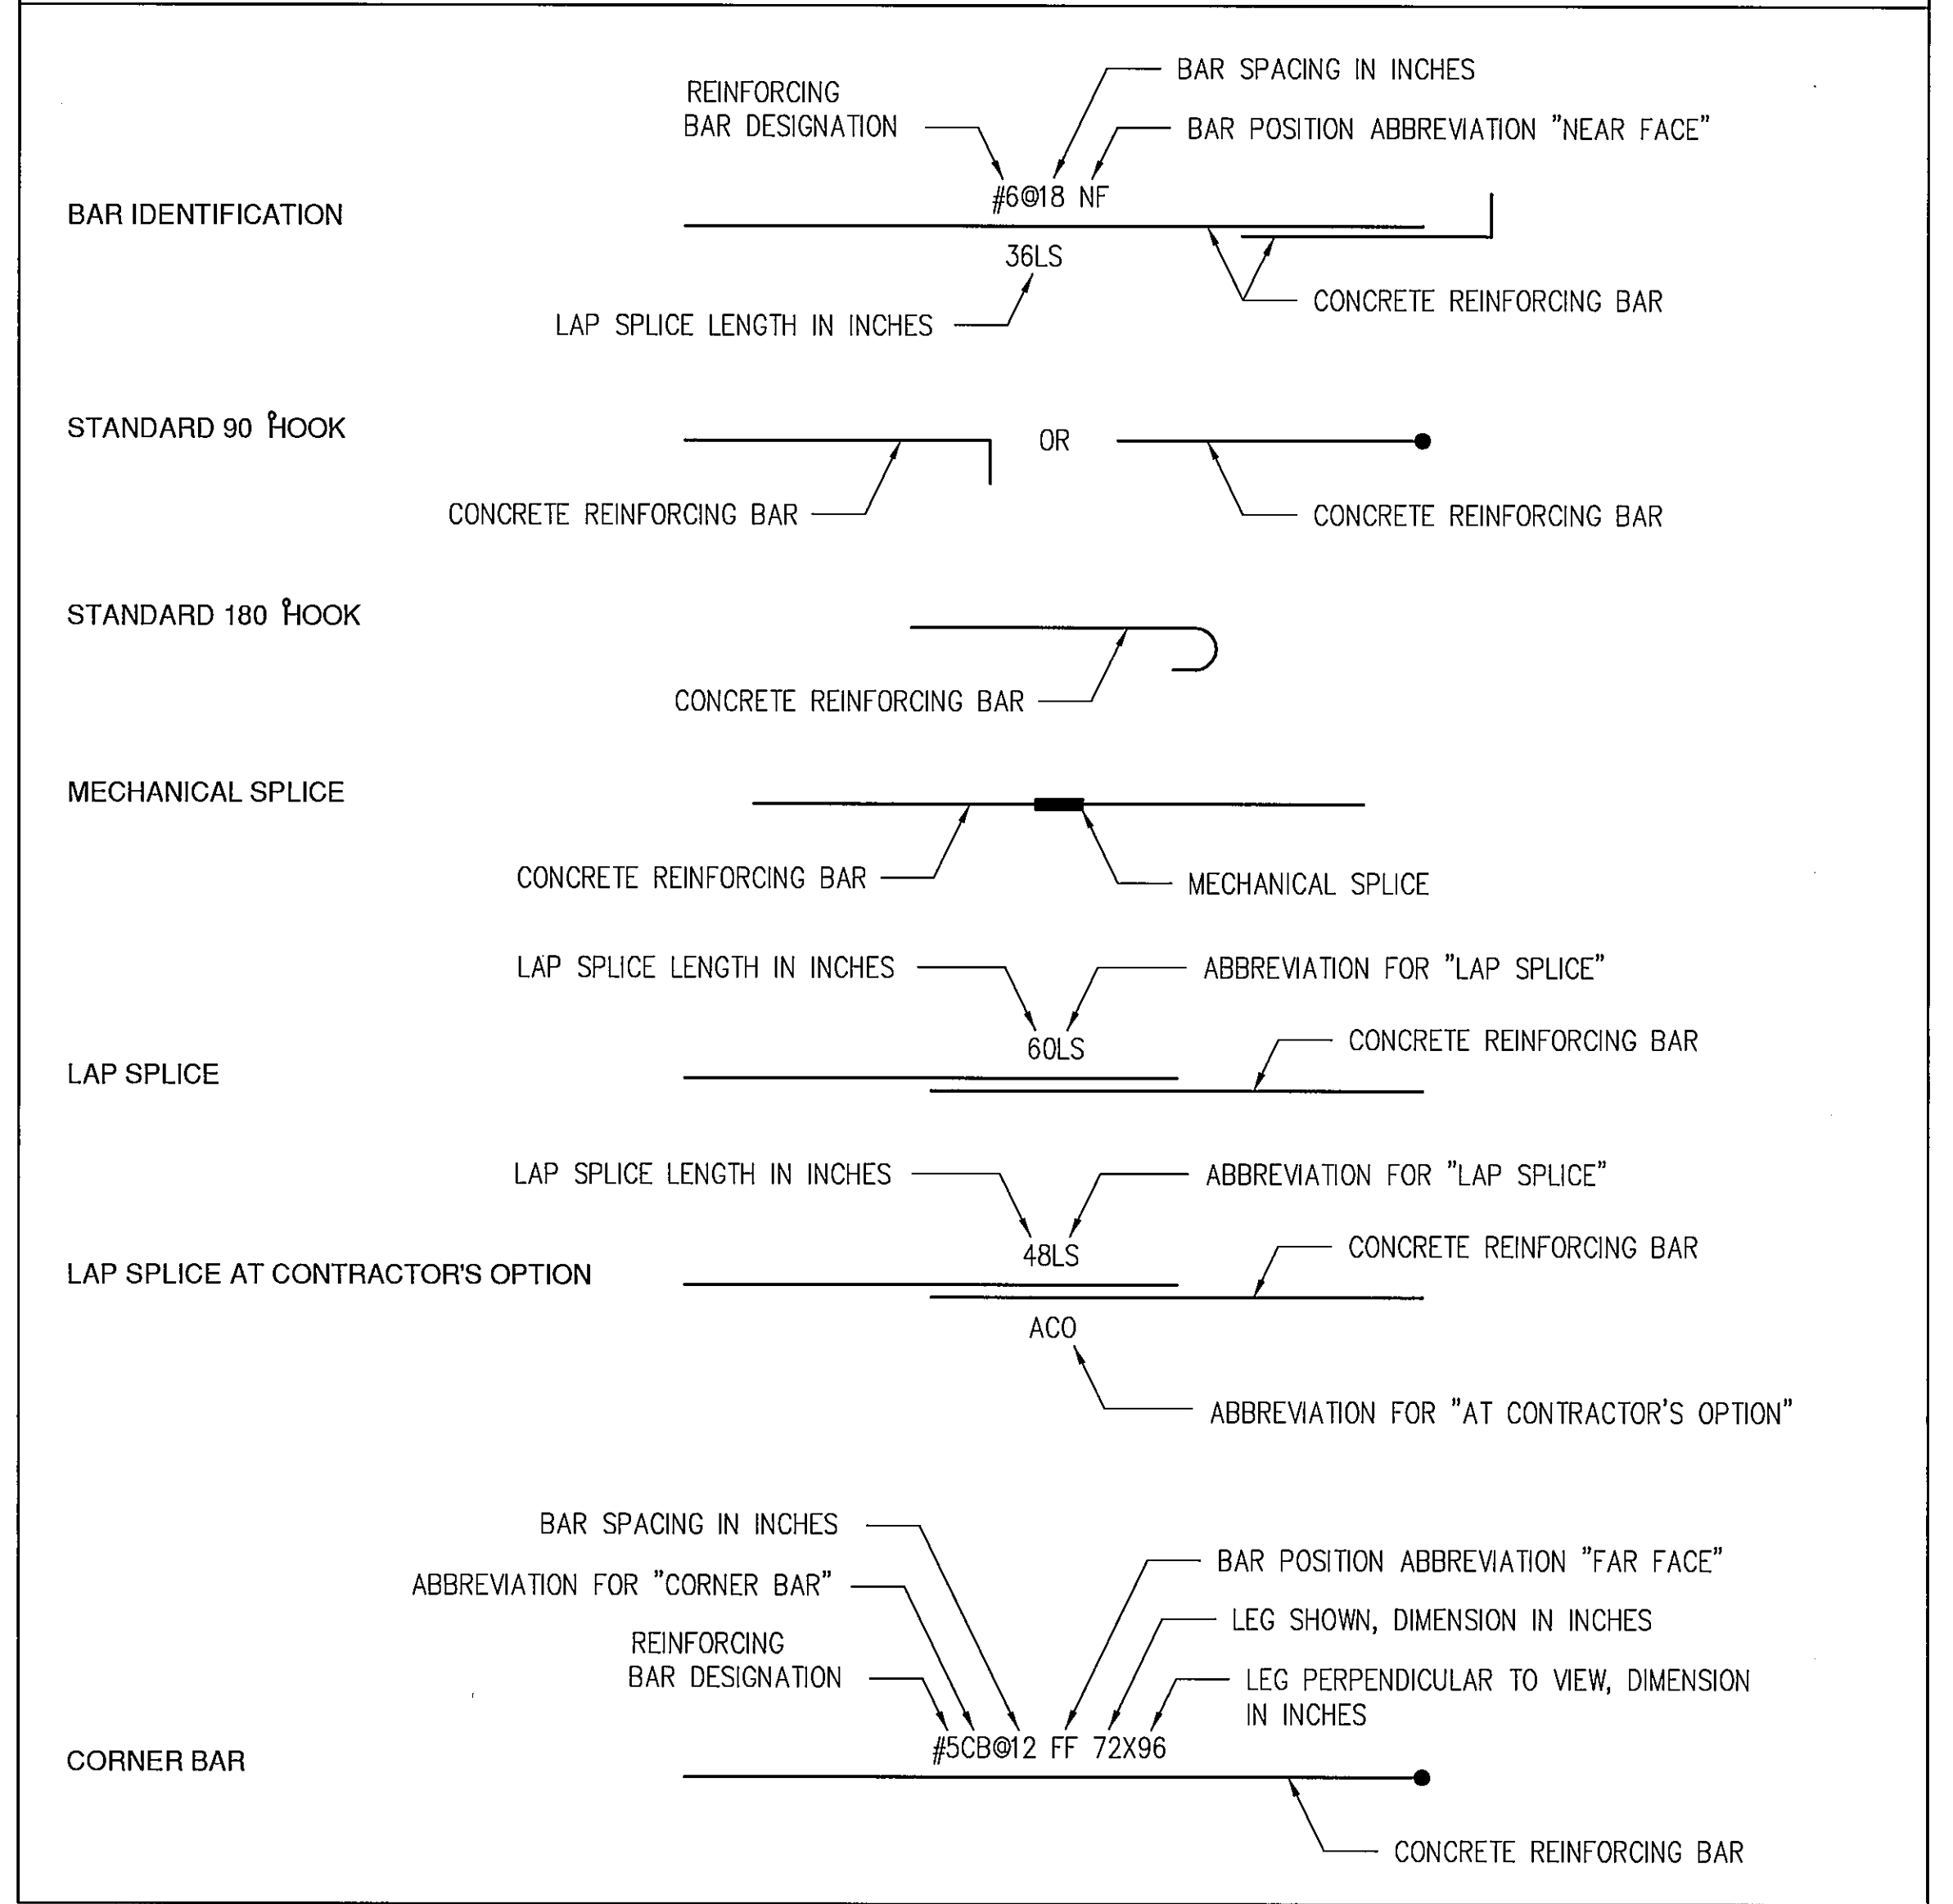 BAR SPACING IN INCHES
REINFORCING
BAR DESIGNATION
BAR POSITION ABBREVIATION "NEAR FACE"
#6@18 NF
BAR IDENTIFICATION
36LS
CONCRETE REINFORCING BAR
LAP SPLICE LENGTH IN INCHES
STANDARD 90° HOOK
OR
CONCRETE REINFORCING BAR
CONCRETE REINFORCING BAR
STANDARD 180° HOOK
CONCRETE REINFORCING BAR
MECHANICAL SPLICE
CONCRETE REINFORCING BAR
MECHANICAL SPLICE
LAP SPLICE LENGTH IN INCHES
ABBREVIATION FOR "LAP SPLICE"
60LS
CONCRETE REINFORCING BAR
LAP SPLICE
LAP SPLICE LENGTH IN INCHES
ABBREVIATION FOR "LAP SPLICE"
48LS
CONCRETE REINFORCING BAR
LAP SPLICE AT CONTRACTOR'S OPTION
ACO
ABBREVIATION FOR "AT CONTRACTOR'S OPTION"
BAR SPACING IN INCHES
BAR POSITION ABBREVIATION "FAR FACE"
ABBREVIATION FOR "CORNER BAR"
LEG SHOWN, DIMENSION IN INCHES
REINFORCING
BAR DESIGNATION
LEG PERPENDICULAR TO VIEW, DIMENSION
IN INCHES
#5CB@12 FF 72X96
CORNER BAR
CONCRETE REINFORCING BAR